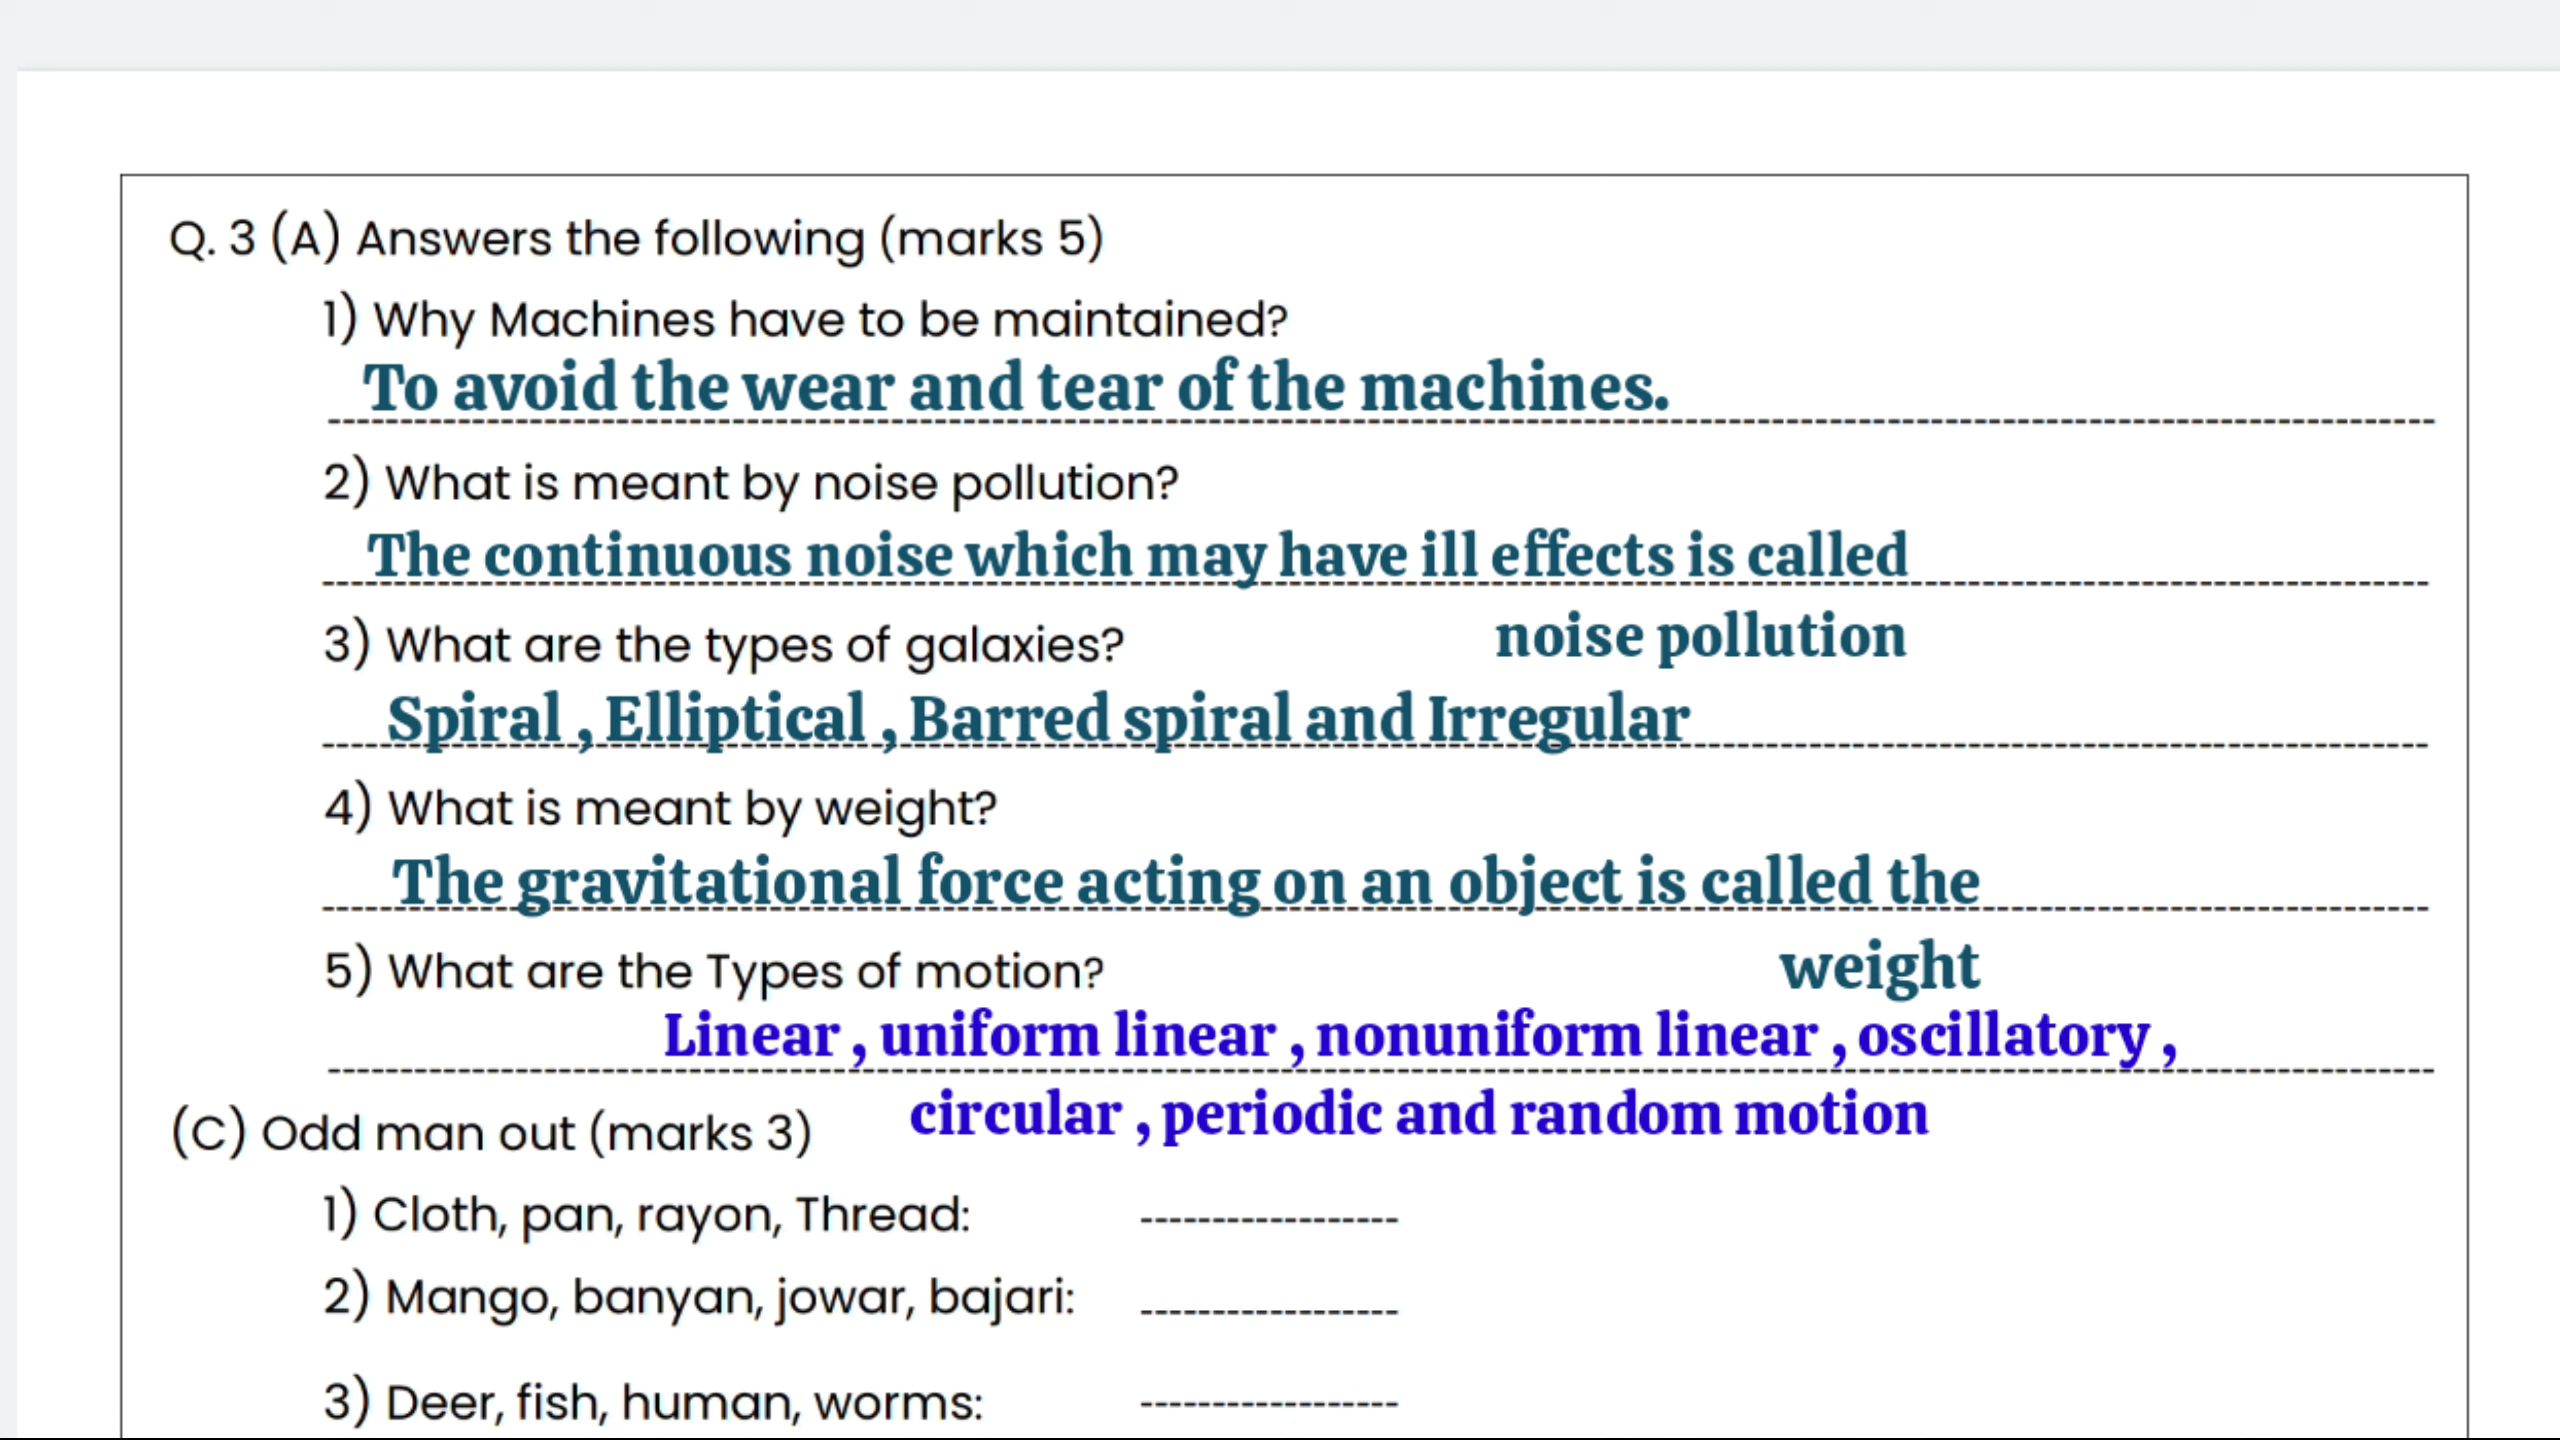 Q. 3 (A) Answers the following (marks 5)
1) Why Machines have to be maintained?
To avoid the wear and tear of the machines.
2) What is meant by noise pollution?
The continuous noise which may have ill effects is called
noise pollution
3) What are the types of galaxies?
Spiral , Elliptical , Barred spiral and Irregular
4) What is meant by weight?
The gravitational force acting on an object is called the
weight
5) What are the Types of motion?
Linear , uniform linear , nonuniform linear , oscillatory ,
circular , periodic and random motion
(C) Odd man out (marks 3)
1) Cloth, pan, rayon, Thread: ------------------
2) Mango, banyan, jowar, bajari: ------------------
3) Deer, fish, human, worms: ------------------